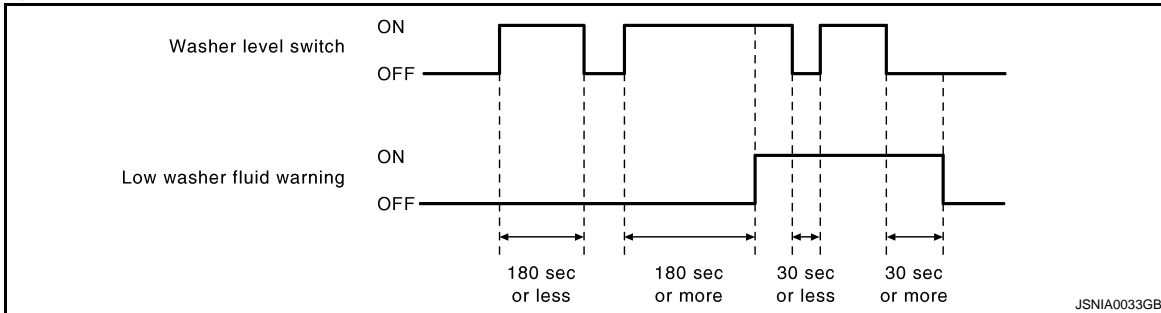 ON
Washer level switch
OFF
ON
Low washer fluid warning
OFF
180 sec
or less
180 sec
or more
30 sec
or less
30 sec
or more
JSNIA0033GB